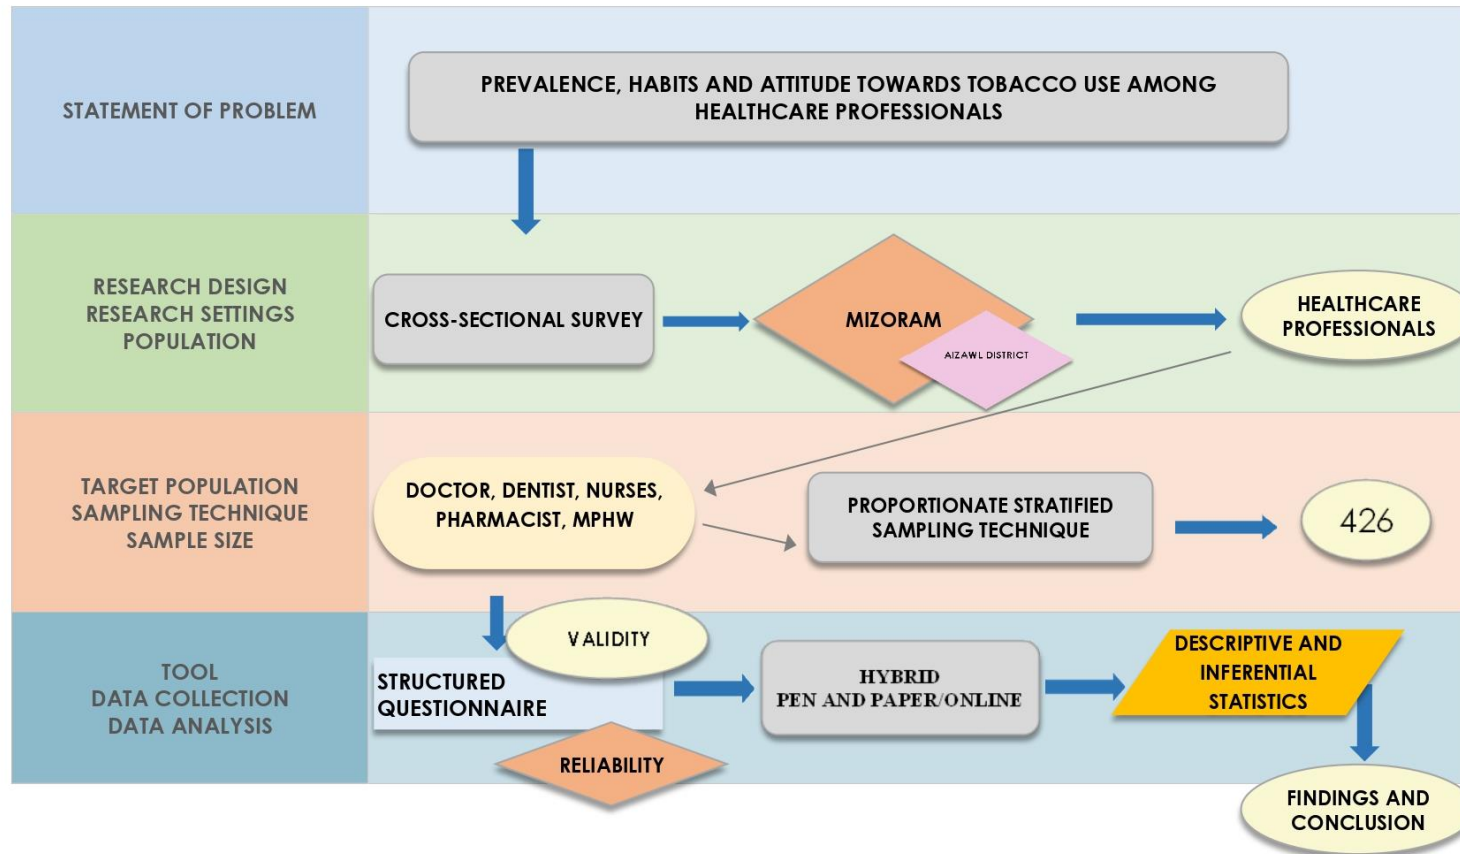 STATEMENT OF PROBLEM
PREVALENCE, HABITS AND ATTITUDE TOWARDS TOBACCO USE AMONG
HEALTHCARE PROFESSIONALS
RESEARCH DESIGN
RESEARCH SETTINGS
POPULATION
CROSS-SECTIONAL SURVEY
MIZORAM
AIZAWL DISTRICT
HEALTHCARE
PROFESSIONALS
TARGET POPULATION
SAMPLING TECHNIQUE
SAMPLE SIZE
DOCTOR, DENTIST, NURSES,
PHARMACIST, MPHW
PROPORTIONATE STRATIFIED
SAMPLING TECHNIQUE
426
TOOL
DATA COLLECTION
DATA ANALYSIS
VALIDITY
STRUCTURED
QUESTIONNAIRE
RELIABILITY
HYBRID
PEN AND PAPER/ONLINE
DESCRIPTIVE AND
INFERENTIAL
STATISTICS
FINDINGS AND
CONCLUSION